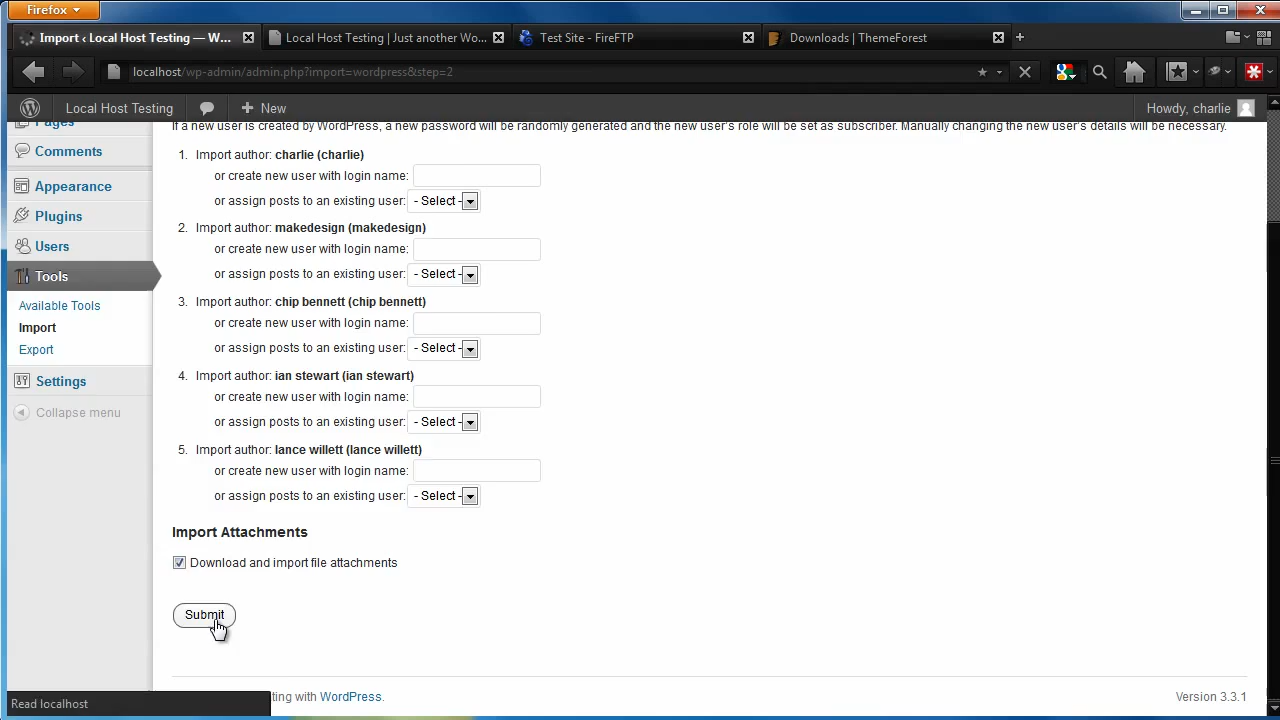 Firefox
Import ‹ Local Host Testing — W...
Local Host Testing | Just another Wo...
Test Site - FireFTP
Downloads | ThemeForest
localhost/wp-admin/admin.php?import=wordpress&step=2
Local Host Testing
New
Howdy, charlie
Pages
Comments
Appearance
Plugins
Users
Tools
Available Tools
Import
Export
Settings
Collapse menu
If a new user is created by WordPress, a new password will be randomly generated and the new user's role will be set as subscriber. Manually changing the new user's details will be necessary.
1. Import author: charlie (charlie)
or create new user with login name:
or assign posts to an existing user: - Select -
2. Import author: makedesign (makedesign)
or create new user with login name:
or assign posts to an existing user: - Select -
3. Import author: chip bennett (chip bennett)
or create new user with login name:
or assign posts to an existing user: - Select -
4. Import author: ian stewart (ian stewart)
or create new user with login name:
or assign posts to an existing user: - Select -
5. Import author: lance willett (lance willett)
or create new user with login name:
or assign posts to an existing user: - Select -
Import Attachments
Download and import file attachments
Submit
ting with WordPress.
Version 3.3.1
Read localhost